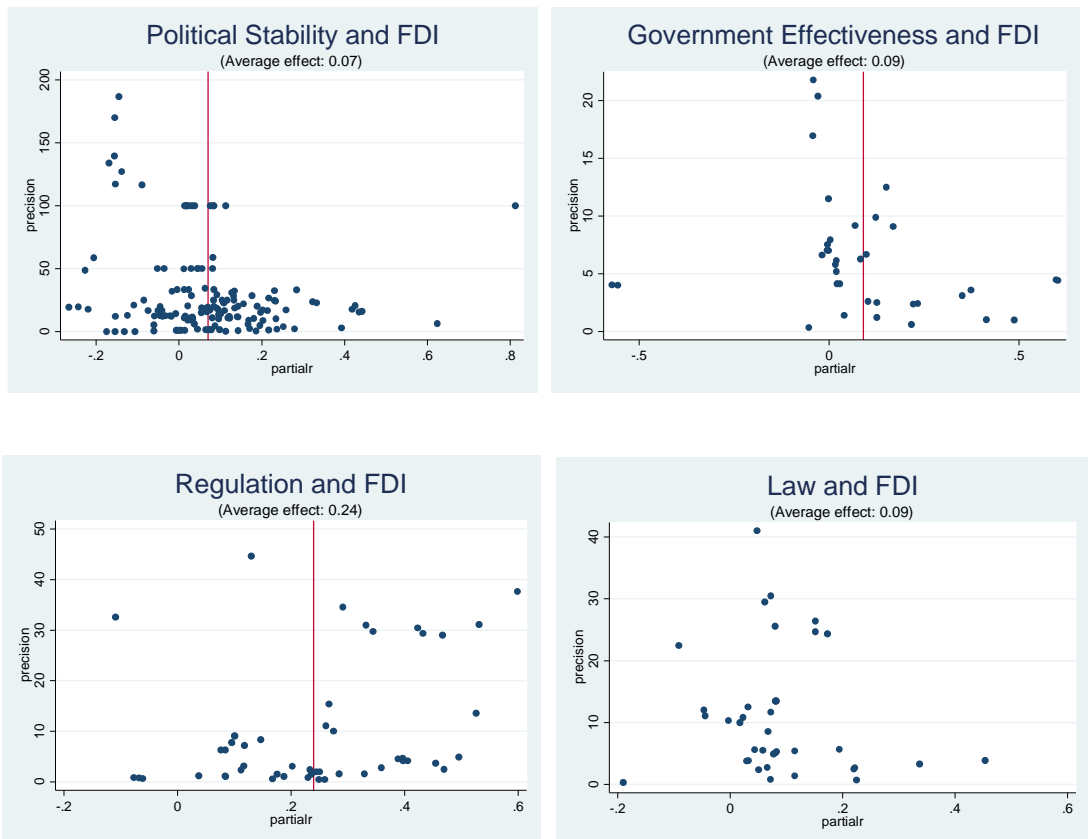 Political Stability and FDI
(Average effect: 0.07)
precision
200
150
100
50
0
-.2 0 .2 .4 .6 .8
partialr
Government Effectiveness and FDI
(Average effect: 0.09)
precision
20
15
10
5
0
-.5 0 .5
partialr
Regulation and FDI
(Average effect: 0.24)
precision
50
40
30
20
10
0
-.2 0 .2 .4 .6
partialr
Law and FDI
(Average effect: 0.09)
precision
40
30
20
10
0
-.2 0 .2 .4 .6
partialr